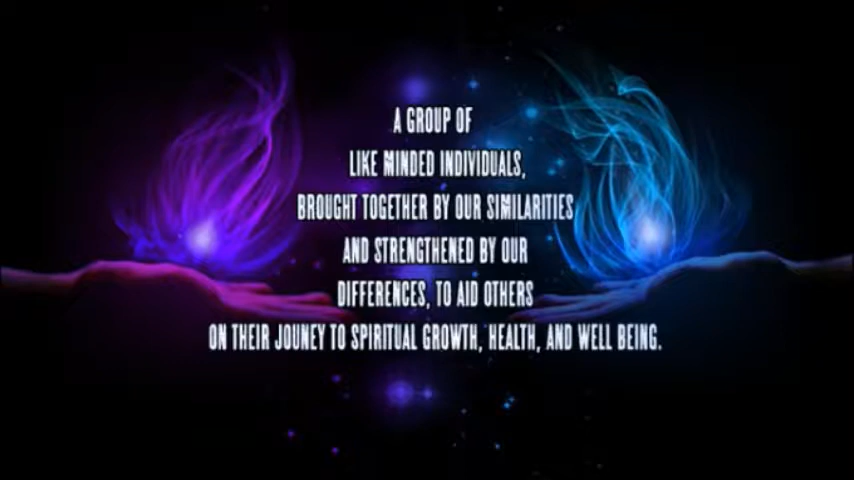 A GROUP OF
LIKE MINDED INDIVIDUALS,
BROUGHT TOGETHER BY OUR SIMILARITIES
AND STRENGTHENED BY OUR
DIFFERENCES, TO AID OTHERS
ON THEIR JOUNEY TO SPIRITUAL GROWTH, HEALTH, AND WELL BEING.